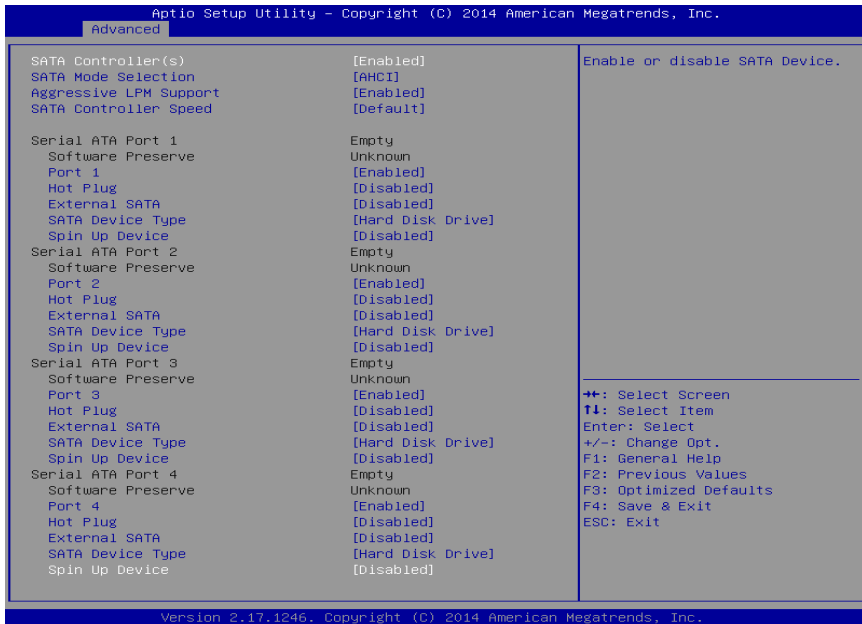 Aptio Setup Utility – Copyright (C) 2014 American Megatrends, Inc.
Advanced
SATA Controller(s) [Enabled]
SATA Mode Selection [AHCI]
Aggressive LPM Support [Enabled]
SATA Controller Speed [Default]
Serial ATA Port 1 Empty
Software Preserve Unknown
Port 1 [Enabled]
Hot Plug [Disabled]
External SATA [Disabled]
SATA Device Type [Hard Disk Drive]
Spin Up Device [Disabled]
Serial ATA Port 2 Empty
Software Preserve Unknown
Port 2 [Enabled]
Hot Plug [Disabled]
External SATA [Disabled]
SATA Device Type [Hard Disk Drive]
Spin Up Device [Disabled]
Serial ATA Port 3 Empty
Software Preserve Unknown
Port 3 [Enabled]
Hot Plug [Disabled]
External SATA [Disabled]
SATA Device Type [Hard Disk Drive]
Spin Up Device [Disabled]
Serial ATA Port 4 Empty
Software Preserve Unknown
Port 4 [Enabled]
Hot Plug [Disabled]
External SATA [Disabled]
SATA Device Type [Hard Disk Drive]
Spin Up Device [Disabled]
Enable or disable SATA Device.
→←: Select Screen
↑↓: Select Item
Enter: Select
+/-: Change Opt.
F1: General Help
F2: Previous Values
F3: Optimized Defaults
F4: Save & Exit
ESC: Exit
Version 2.17.1246. Copyright (C) 2014 American Megatrends, Inc.